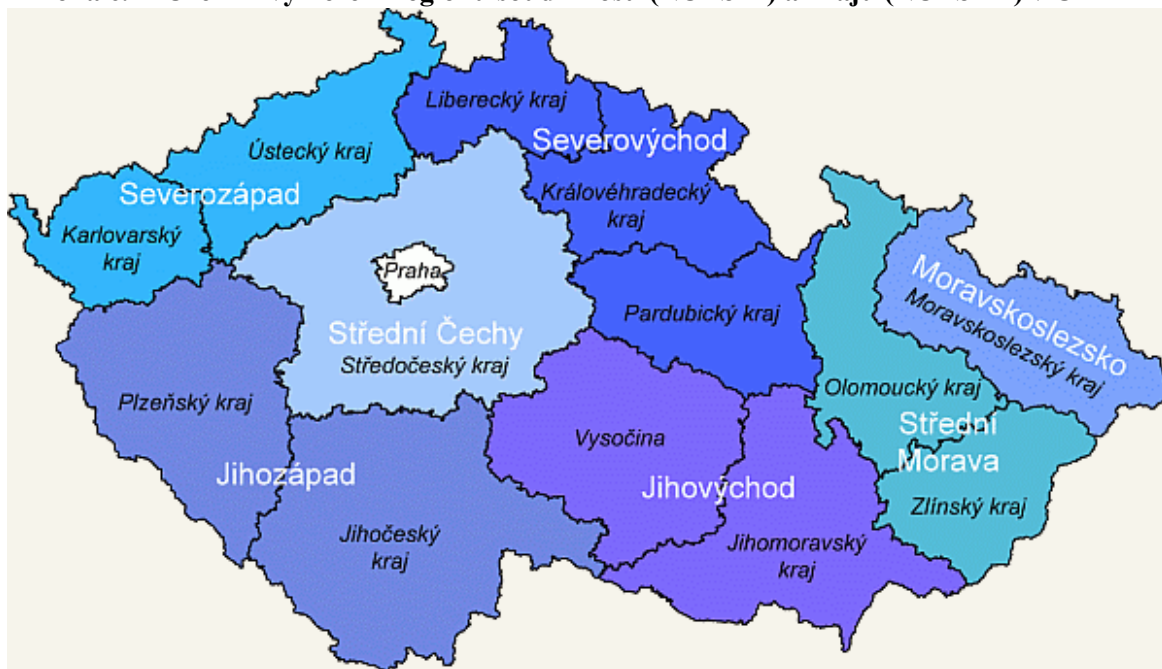 Liberecký kraj
Severovýchod
Ústecký kraj
Severozápad
Královéhradecký
kraj
Karlovarský
kraj
Praha
Moravskoslezsko
Moravskoslezský kraj
Pardubický kraj
Střední Čechy
Středočeský kraj
Plzeňský kraj
Olomoucký kraj
Střední
Morava
Vysočina
Jihozápad
Jihovýchod
Zlínský kraj
Jihočeský
kraj
Jihomoravský
kraj